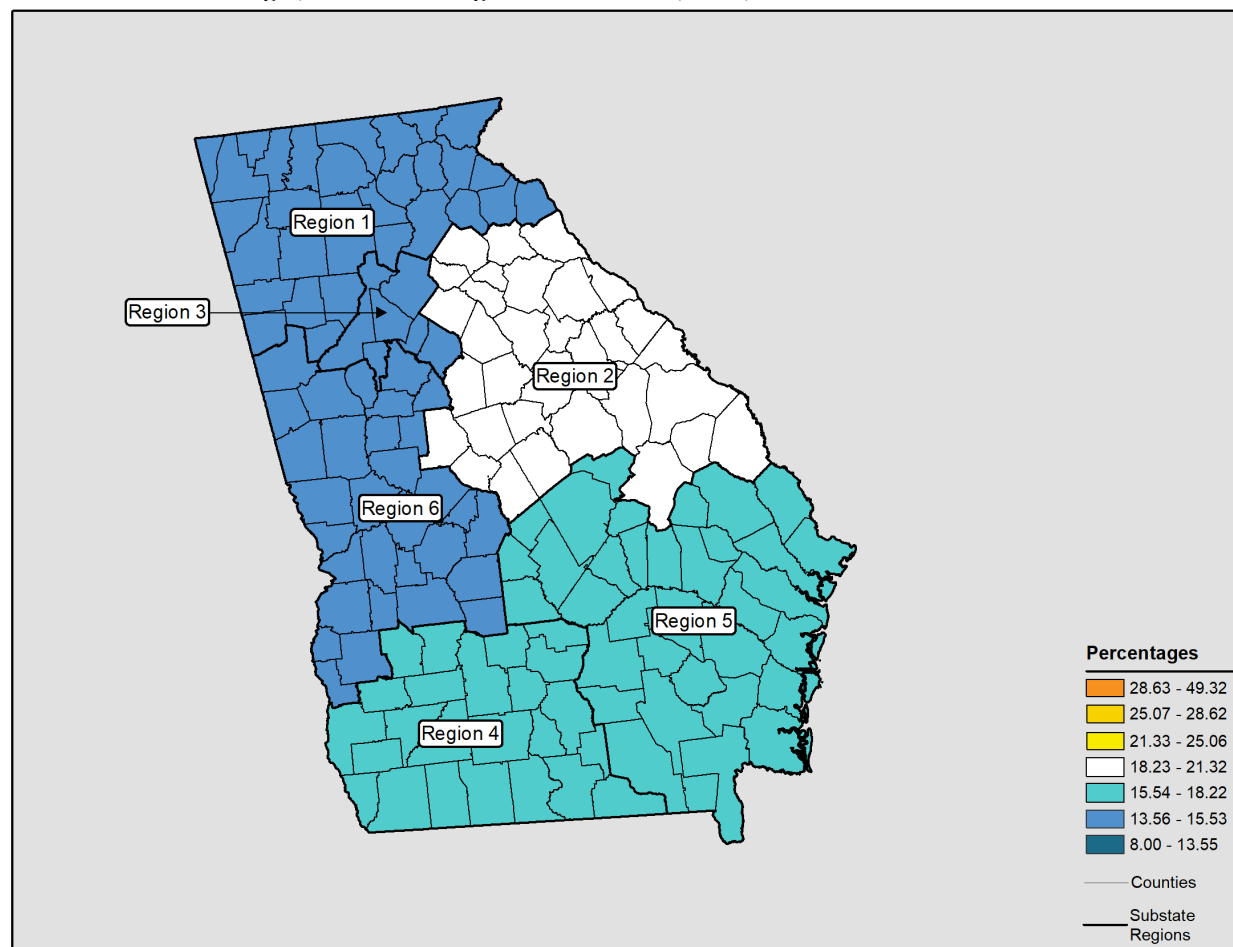 Region 1
Region 3
Region 2
Region 6
Region 5
Region 4
Percentages
28.63 - 49.32
25.07 - 28.62
21.33 - 25.06
18.23 - 21.32
15.54 - 18.22
13.56 - 15.53
8.00 - 13.55
Counties
Substate
Regions